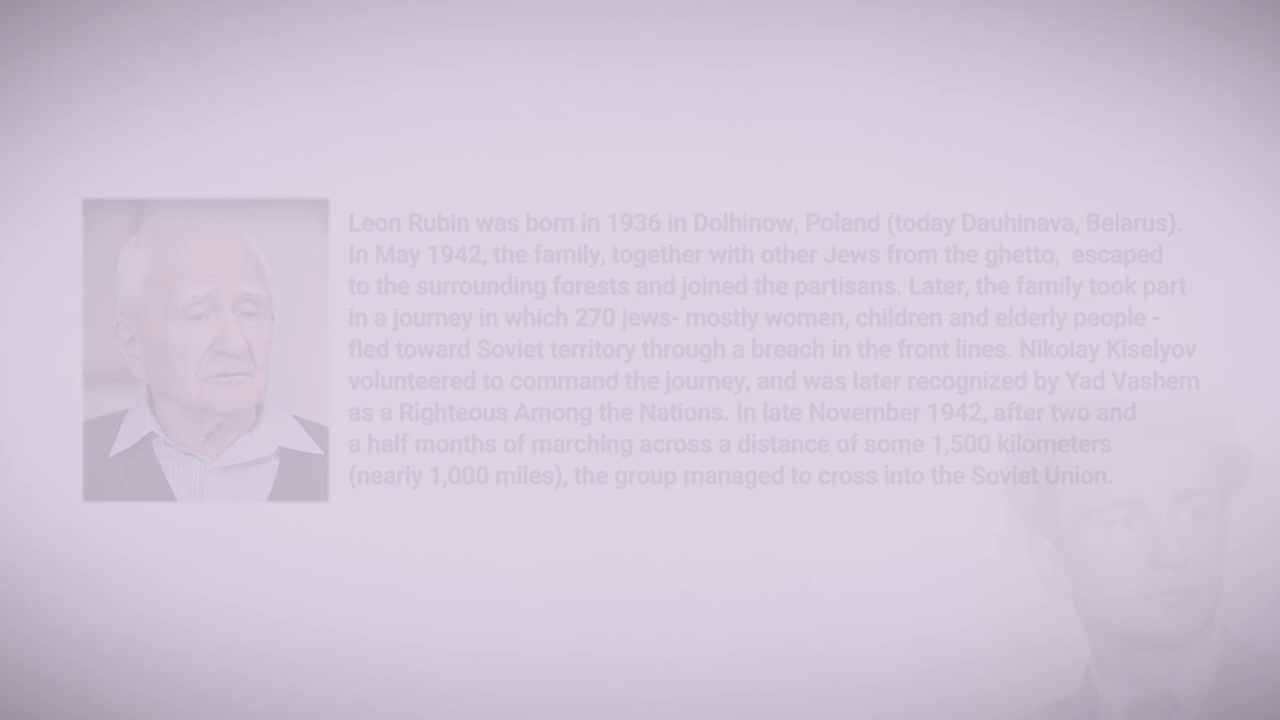 Leon Rubin was born in 1936 in Dolhinow, Poland (today Dauhinava, Belarus).
In May 1942, the family, together with other Jews from the ghetto,  escaped
to the surrounding forests and joined the partisans. Later, the family took part
in a journey in which 270 jews- mostly women, children and elderly people -
fled toward Soviet territory through a breach in the front lines. Nikolay Kiselyov
volunteered to command the journey, and was later recognized by Yad Vashem
as a Righteous Among the Nations. In late November 1942, after two and
a half months of marching across a distance of some 1,500 kilometers
(nearly 1,000 miles), the group managed to cross into the Soviet Union.